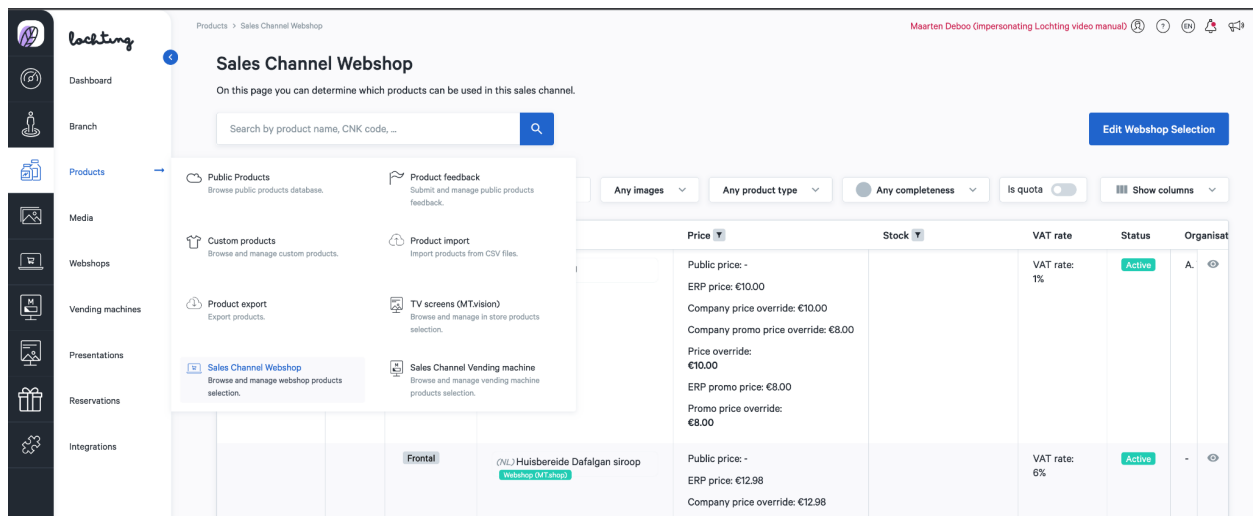 Products > Sales Channel Webshop
Maarten Deboo (impersonating Lochting video manual)
?
EN
lochting
Dashboard
Branch
Products →
Media
Webshops
Vending machines
Presentations
Reservations
Integrations
Sales Channel Webshop
On this page you can determine which products can be used in this sales channel.
Search by product name, CNK code, ...
Edit Webshop Selection
Public Products
Browse public products database.
Product feedback
Submit and manage public products
feedback.
Custom products
Browse and manage custom products.
Product import
Import products from CSV files.
Product export
Export products.
TV screens (MT.vision)
Browse and manage in store products
selection.
Sales Channel Webshop
Browse and manage webshop products
selection.
Sales Channel Vending machine
Browse and manage vending machine
products selection.
Any images
Any product type
Any completeness
Is quota
Show columns
Price
Stock
VAT rate
Status
Organisat
Public price: -
ERP price: €10.00
Company price override: €10.00
Company promo price override: €8.00
Price override:
€10.00
ERP promo price: €8.00
Promo price override:
€8.00
VAT rate:
1%
Active
A.
Frontal
(NL) Huisbereide Dafalgan siroop
Webshop (MT.shop)
Public price: -
ERP price: €12.98
Company price override: €12.98
VAT rate:
6%
Active
-